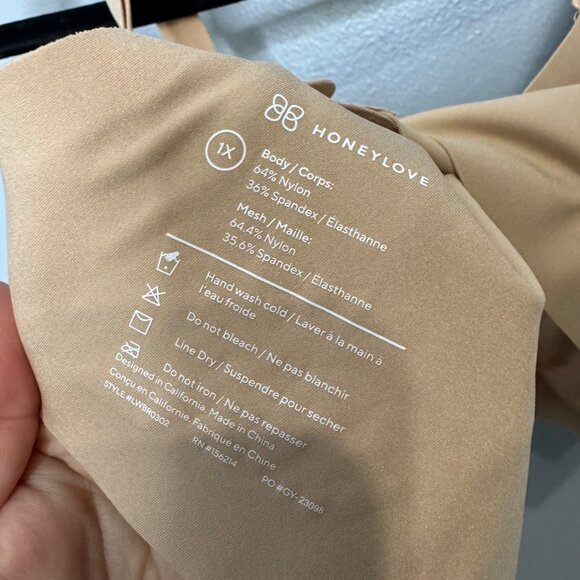 HONEYLOVE
1X
Body / Corps:
64% Nylon
36% Spandex / Élasthanne
Mesh / Maille:
64.4% Nylon
35.6% Spandex / Élasthanne
Hand wash cold / Laver à la main à
l'eau froide
Do not bleach / Ne pas blanchir
Line Dry / Suspendre pour secher
Do not iron / Ne pas repasser
Designed in California. Made in China
Conçu en Californie. Fabriqué en Chine.
STYLE#LWBR0302
RN #156214
PO #GY-23098